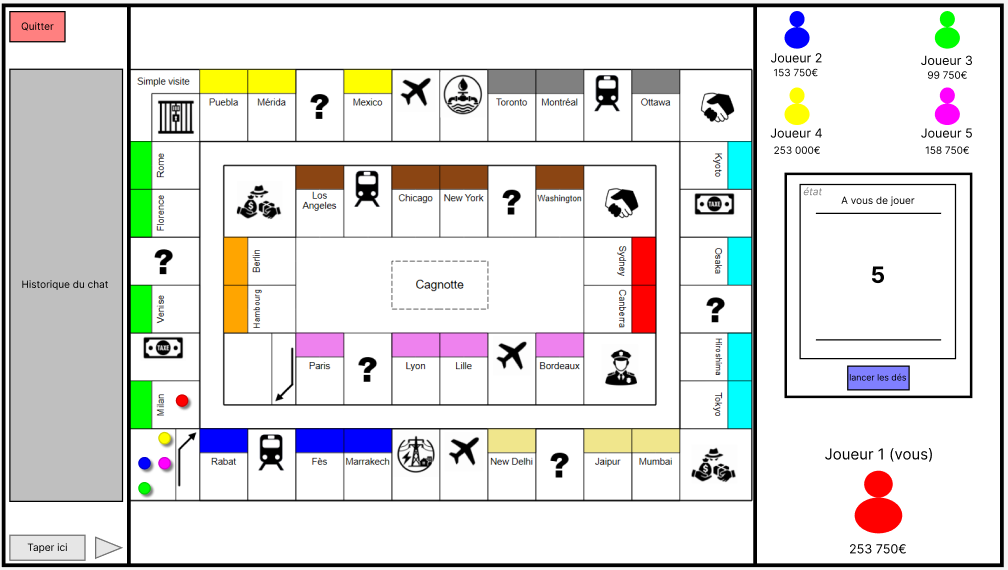 Quitter
Historique du chat
Taper ici
Simple visite
Puebla
Mérida
?
Mexico
Toronto
Montréal
Ottawa
Rome
Florence
?
Venise
TAXE
Milan
Kyoto
TAXE
Osaka
?
Hiroshima
Tokyo
$
Los
Angeles
Chicago
New York
?
Washington
Berlin
Hambourg
Sydney
Canberra
Cagnotte
Paris
?
Lyon
Lille
Bordeaux
Rabat
Fès
Marrakech
New Delhi
?
Jaipur
Mumbai
$
Joueur 2
153 750€
Joueur 3
99 750€
Joueur 4
253 000€
Joueur 5
158 750€
état
A vous de jouer
5
lancer les dés
Joueur 1 (vous)
253 750€